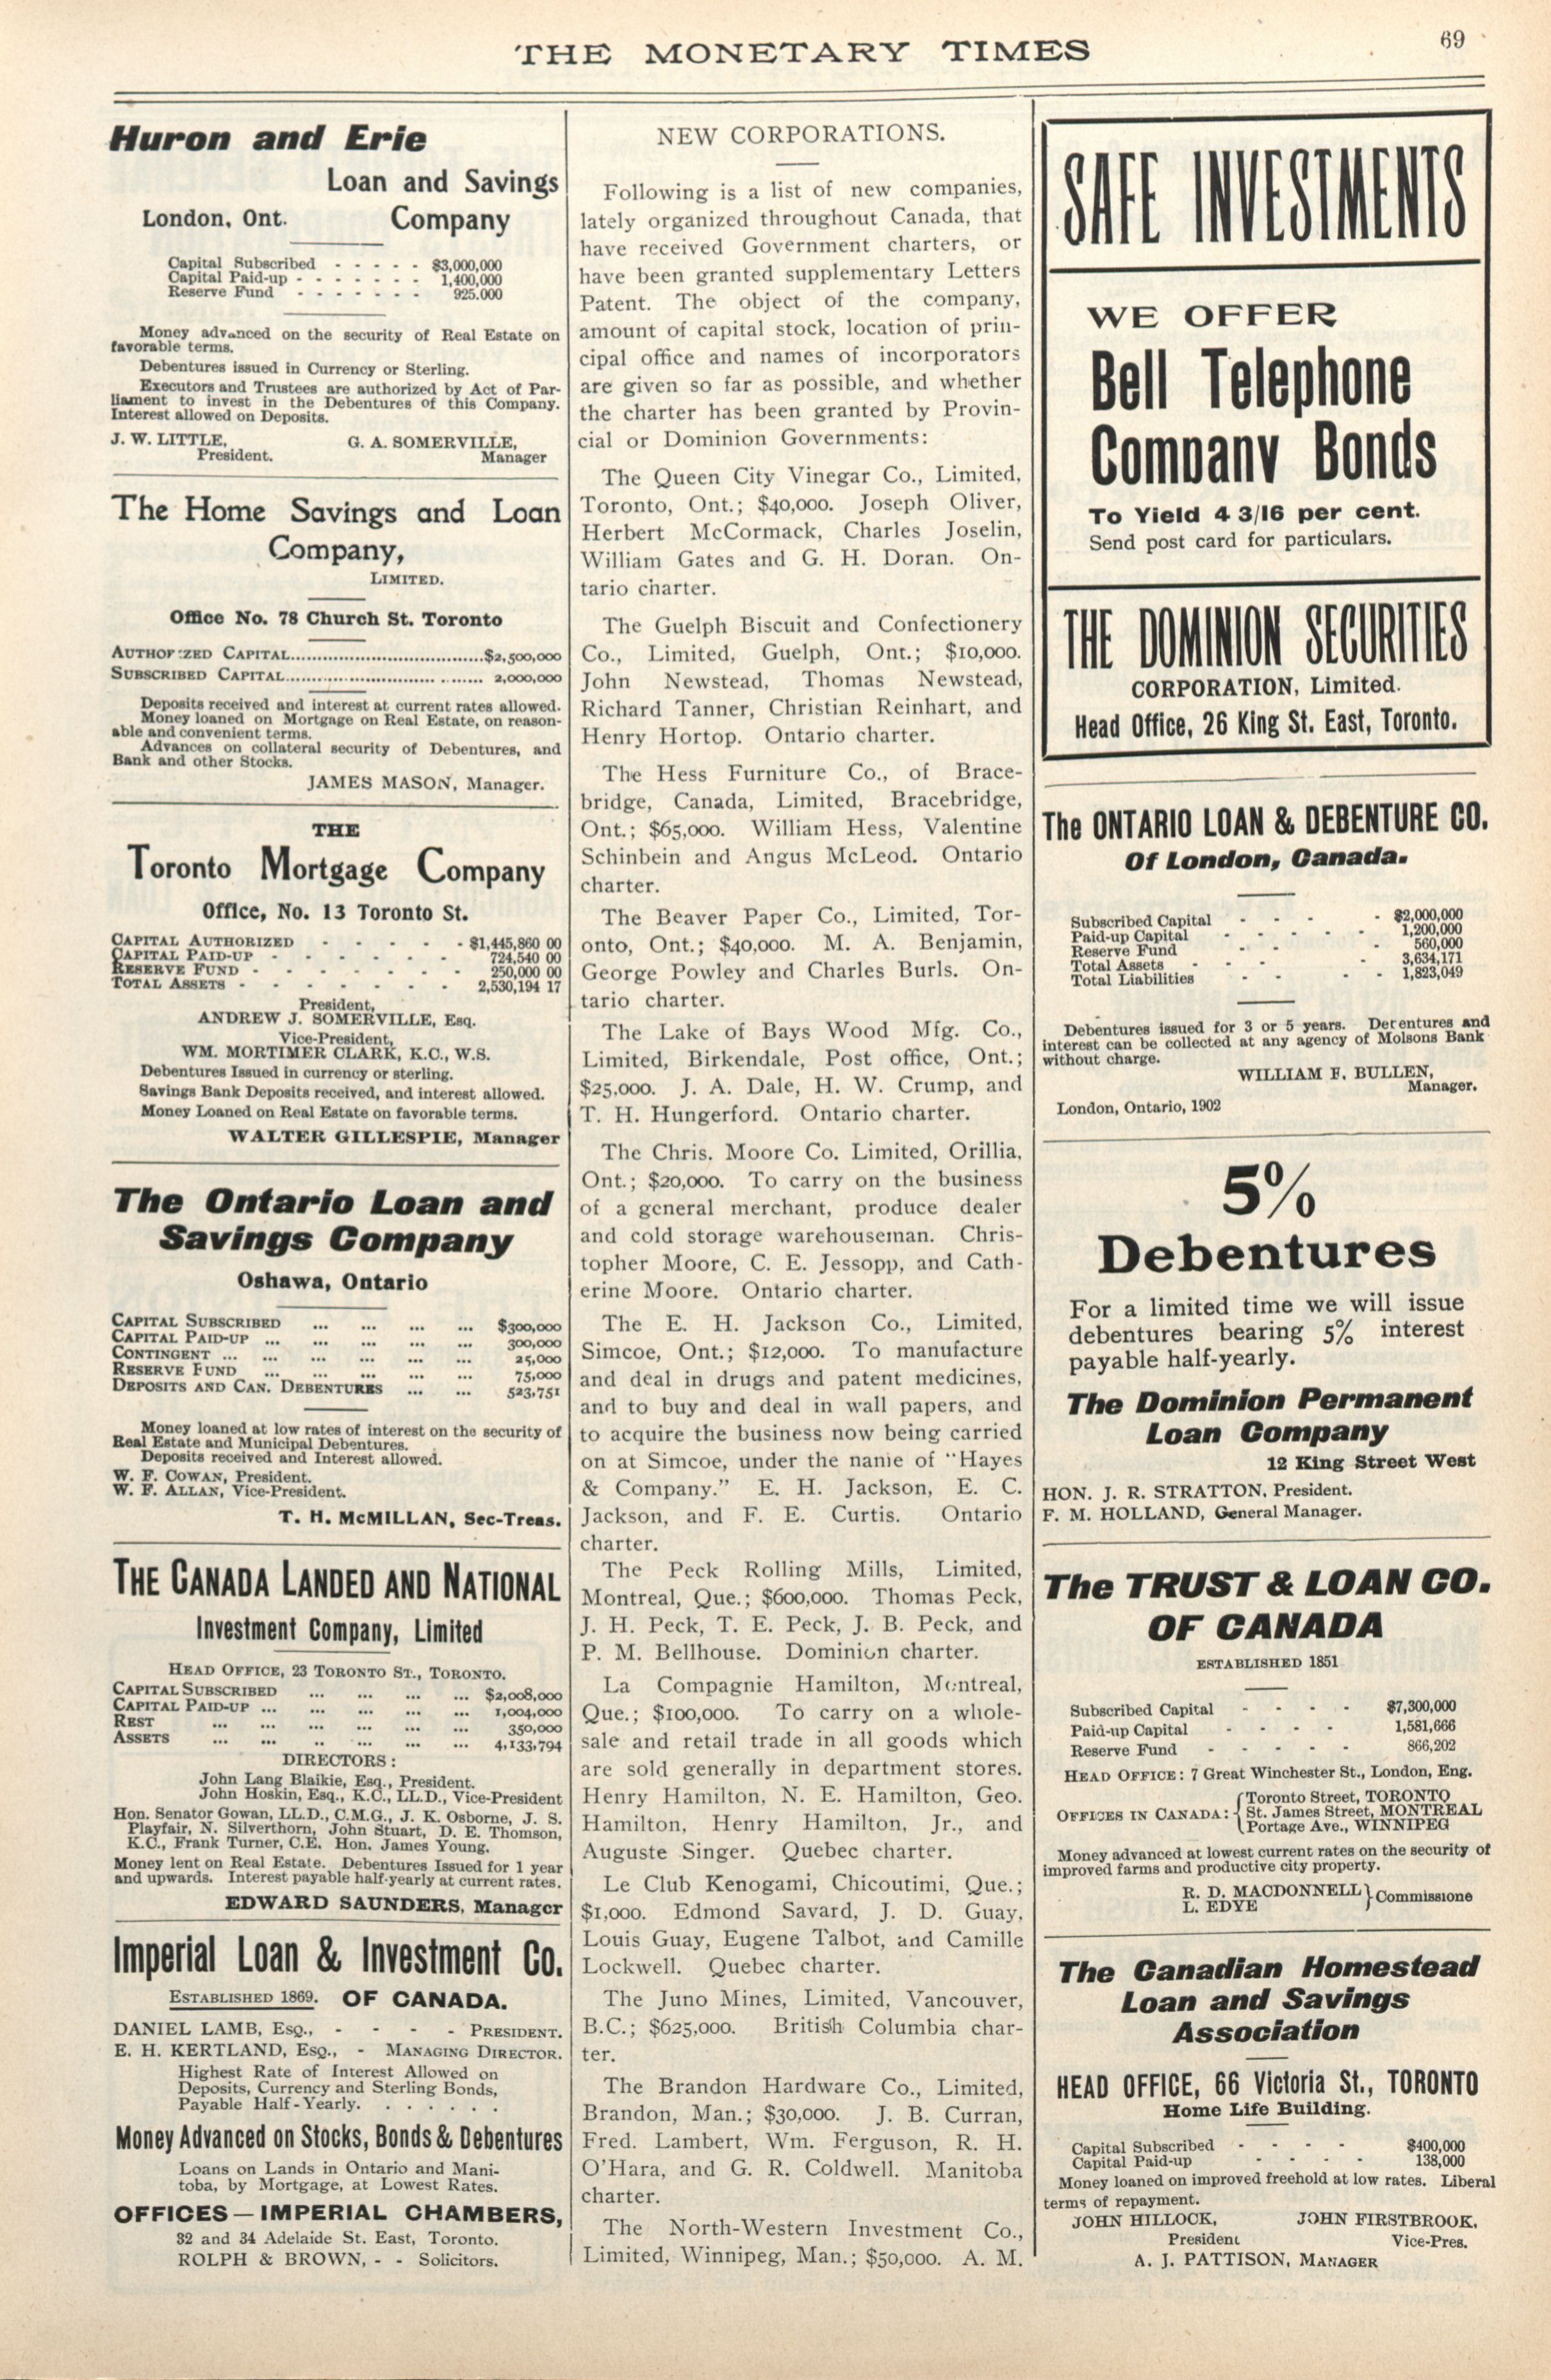 THE MONETARY TIMES
69
Huron and Erie
Loan and Savings
London, Ont. Company
Capital Subscribed - - - - - $3,000,000
Capital Paid-up - - - - - - - 1,400,000
Reserve Fund - - - - - - - 925.000
Money advanced on the security of Real Estate on
favorable terms.
Debentures issued in Currency or Sterling.
Executors and Trustees are authorized by Act of Par-
liament to invest in the Debentures of this Company.
Interest allowed on Deposits.
J. W. LITTLE, G. A. SOMERVILLE,
President. Manager
The Home Savings and Loan
Company,
LIMITED.
Office No. 78 Church St. Toronto
AUTHORIZED CAPITAL................................$2,500,000
SUBSCRIBED CAPITAL................................ 2,000,000
Deposits received and interest at current rates allowed.
Money loaned on Mortgage on Real Estate, on reason-
able and convenient terms.
Advances on collateral security of Debentures, and
Bank and other Stocks.
JAMES MASON, Manager.
THE
Toronto Mortgage Company
Office, No. 13 Toronto St.
CAPITAL AUTHORIZED - - - - - $1,445,860 00
CAPITAL PAID-UP - - - - - - 724,540 00
RESERVE FUND - - - - - - - 250,000 00
TOTAL ASSETS - - - - - - - 2,530,194 17
President,
ANDREW J. SOMERVILLE, Esq.
Vice-President,
WM. MORTIMER CLARK, K.C., W.S.
Debentures Issued in currency or sterling.
Savings Bank Deposits received, and interest allowed.
Money Loaned on Real Estate on favorable terms.
WALTER GILLESPIE, Manager
The Ontario Loan and
Savings Company
Oshawa, Ontario
CAPITAL SUBSCRIBED ... ... ... ... $300,000
CAPITAL PAID-UP ... ... ... ... ... 300,000
CONTINGENT ... ... ... ... ... ... 25,000
RESERVE FUND ... ... ... ... ... 75,000
DEPOSITS AND CAN. DEBENTURES ... ... 523,751
Money loaned at low rates of interest on the security of
Real Estate and Municipal Debentures.
Deposits received and Interest allowed.
W. F. COWAN, President.
W. F. ALLAN, Vice-President.
T. H. McMILLAN, Sec-Treas.
THE CANADA LANDED AND NATIONAL
Investment Company, Limited
HEAD OFFICE, 23 TORONTO ST., TORONTO.
CAPITAL SUBSCRIBED ... ... ... ... $2,008,000
CAPITAL PAID-UP ... ... ... ... ... 1,004,000
REST ... ... ... ... ... ... 350,000
ASSETS ... ... .. ... ... ... 4,133,794
DIRECTORS:
John Lang Blaikie, Esq., President.
John Hoskin, Esq., K.C., LL.D., Vice-President
Hon. Senator Gowan, LL.D., C.M.G., J. K. Osborne, J. S.
Playfair, N. Silverthorn, John Stuart, D. E. Thomson,
K.C., Frank Turner, C.E. Hon. James Young.
Money lent on Real Estate. Debentures Issued for 1 year
and upwards. Interest payable half-yearly at current rates.
EDWARD SAUNDERS, Manager
Imperial Loan & Investment Co.
ESTABLISHED 1869. OF CANADA.
DANIEL LAMB, ESQ., - - - - PRESIDENT.
E. H. KERTLAND, ESQ., - MANAGING DIRECTOR.
Highest Rate of Interest Allowed on
Deposits, Currency and Sterling Bonds,
Payable Half-Yearly. . . . . . .
Money Advanced on Stocks, Bonds & Debentures
Loans on Lands in Ontario and Mani-
toba, by Mortgage, at Lowest Rates.
OFFICES—IMPERIAL CHAMBERS,
32 and 34 Adelaide St. East, Toronto.
ROLPH & BROWN, - - Solicitors.
NEW CORPORATIONS.
Following is a list of new companies,
lately organized throughout Canada, that
have received Government charters, or
have been granted supplementary Letters
Patent. The object of the company,
amount of capital stock, location of prin-
cipal office and names of incorporators
are given so far as possible, and whether
the charter has been granted by Provin-
cial or Dominion Governments:
The Queen City Vinegar Co., Limited,
Toronto, Ont.; $40,000. Joseph Oliver,
Herbert McCormack, Charles Joselin,
William Gates and G. H. Doran. On-
tario charter.
The Guelph Biscuit and Confectionery
Co., Limited, Guelph, Ont.; $10,000.
John Newstead, Thomas Newstead,
Richard Tanner, Christian Reinhart, and
Henry Hortop. Ontario charter.
The Hess Furniture Co., of Brace-
bridge, Canada, Limited, Bracebridge,
Ont.; $65,000. William Hess, Valentine
Schinbein and Angus McLeod. Ontario
charter.
The Beaver Paper Co., Limited, Tor-
onto, Ont.; $40,000. M. A. Benjamin,
George Powley and Charles Burls. On-
tario charter.
The Lake of Bays Wood Mfg. Co.,
Limited, Birkendale, Post office, Ont.;
$25,000. J. A. Dale, H. W. Crump, and
T. H. Hungerford. Ontario charter.
The Chris. Moore Co. Limited, Orillia,
Ont.; $20,000. To carry on the business
of a general merchant, produce dealer
and cold storage warehouseman. Chris-
topher Moore, C. E. Jessopp, and Cath-
erine Moore. Ontario charter.
The E. H. Jackson Co., Limited,
Simcoe, Ont.; $12,000. To manufacture
and deal in drugs and patent medicines,
and to buy and deal in wall papers, and
to acquire the business now being carried
on at Simcoe, under the name of "Hayes
& Company." E. H. Jackson, E. C.
Jackson, and F. E. Curtis. Ontario
charter.
The Peck Rolling Mills, Limited,
Montreal, Que.; $600,000. Thomas Peck,
J. H. Peck, T. E. Peck, J. B. Peck, and
P. M. Bellhouse. Dominion charter.
La Compagnie Hamilton, Montreal,
Que.; $100,000. To carry on a whole-
sale and retail trade in all goods which
are sold generally in department stores.
Henry Hamilton, N. E. Hamilton, Geo.
Hamilton, Henry Hamilton, Jr., and
Auguste Singer. Quebec charter.
Le Club Kenogami, Chicoutimi, Que.;
$1,000. Edmond Savard, J. D. Guay,
Louis Guay, Eugene Talbot, and Camille
Lockwell. Quebec charter.
The Juno Mines, Limited, Vancouver,
B.C.; $625,000. British Columbia char-
ter.
The Brandon Hardware Co., Limited,
Brandon, Man.; $30,000. J. B. Curran,
Fred. Lambert, Wm. Ferguson, R. H.
O'Hara, and G. R. Coldwell. Manitoba
charter.
The North-Western Investment Co.,
Limited, Winnipeg, Man.; $50,000. A. M.
SAFE INVESTMENTS
WE OFFER
Bell Telephone
Company Bonds
To Yield 4 3/16 per cent.
Send post card for particulars.
THE DOMINION SECURITIES
CORPORATION, Limited.
Head Office, 26 King St. East, Toronto.
The ONTARIO LOAN & DEBENTURE CO.
Of London, Canada.
Subscribed Capital - - - - $2,000,000
Paid-up Capital - - - - - 1,200,000
Reserve Fund - - - 560,000
Total Assets - - - - 3,634,171
Total Liabilities - - - - 1,823,049
Debentures issued for 3 or 5 years. Debentures and
interest can be collected at any agency of Molsons Bank
without charge.
WILLIAM F. BULLEN,
Manager.
London, Ontario, 1902
5%
Debentures
For a limited time we will issue
debentures bearing 5% interest
payable half-yearly.
The Dominion Permanent
Loan Company
12 King Street West
HON. J. R. STRATTON, President.
F. M. HOLLAND, General Manager.
The TRUST & LOAN CO.
OF CANADA
ESTABLISHED 1851
Subscribed Capital - - - - $7,300,000
Paid-up Capital - - - - 1,581,666
Reserve Fund - - - - - 866,202
HEAD OFFICE: 7 Great Winchester St., London, Eng.
OFFICES IN CANADA: { Toronto Street, TORONTO
St. James Street, MONTREAL
Portage Ave., WINNIPEG
Money advanced at lowest current rates on the security of
improved farms and productive city property.
R. D. MACDONNELL } Commissione
L. EDYE
The Canadian Homestead
Loan and Savings
Association
HEAD OFFICE, 66 Victoria St., TORONTO
Home Life Building.
Capital Subscribed - - - - $400,000
Capital Paid-up - - - - 138,000
Money loaned on improved freehold at low rates. Liberal
terms of repayment.
JOHN HILLOCK, JOHN FIRSTBROOK,
President Vice-Pres.
A. J. PATTISON, MANAGER